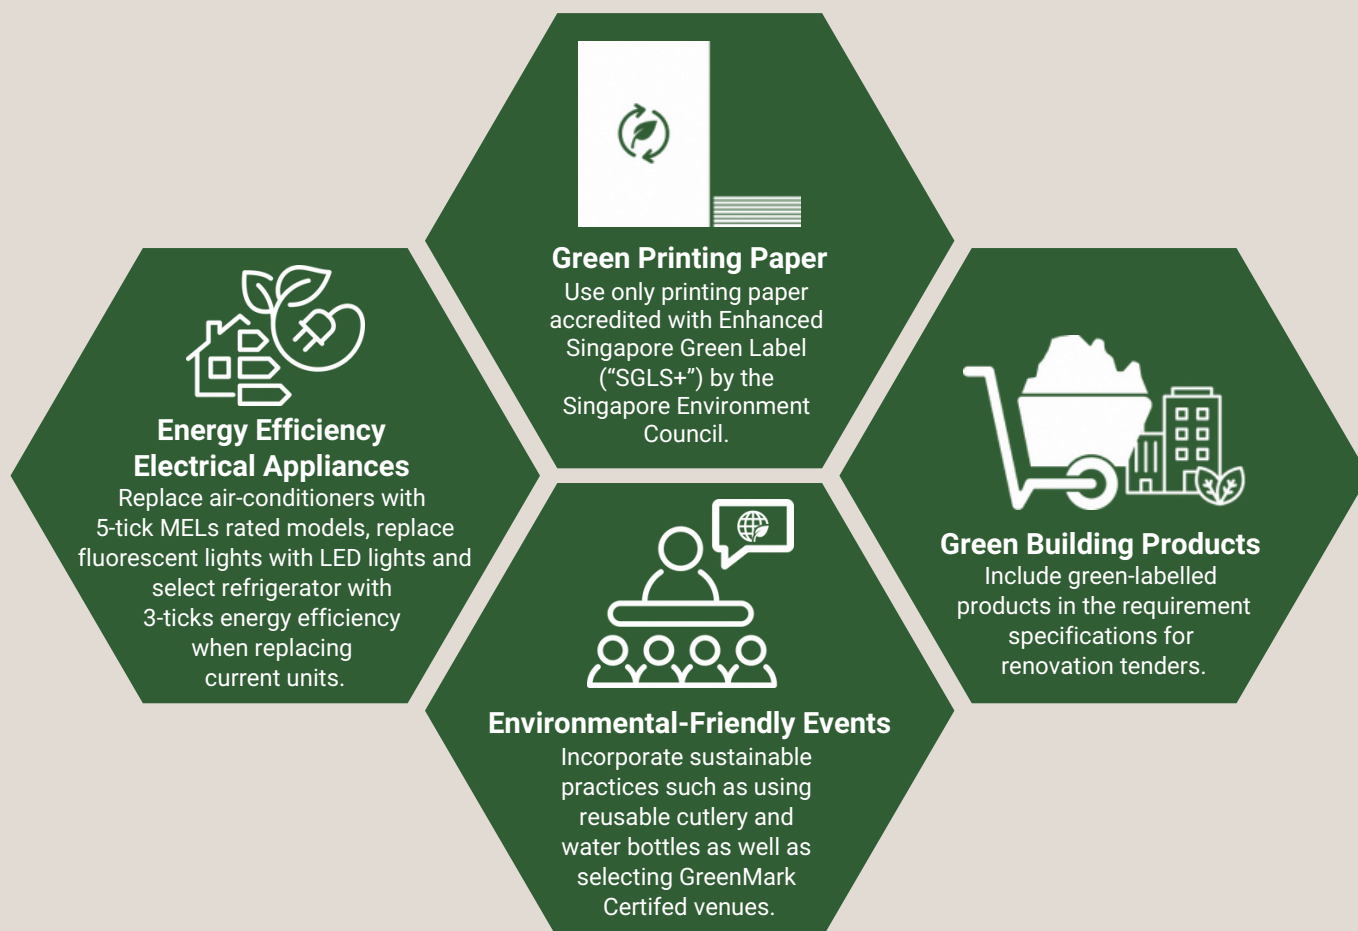 Green Printing Paper
Use only printing paper
accredited with Enhanced
Singapore Green Label
(“SGLS+”) by the
Singapore Environment
Council.
Energy Efficiency
Electrical Appliances
Replace air-conditioners with
5-tick MELs rated models, replace
fluorescent lights with LED lights and
select refrigerator with
3-ticks energy efficiency
when replacing
current units.
Green Building Products
Include green-labelled
products in the requirement
specifications for
renovation tenders.
Environmental-Friendly Events
Incorporate sustainable
practices such as using
reusable cutlery and
water bottles as well as
selecting GreenMark
Certifed venues.